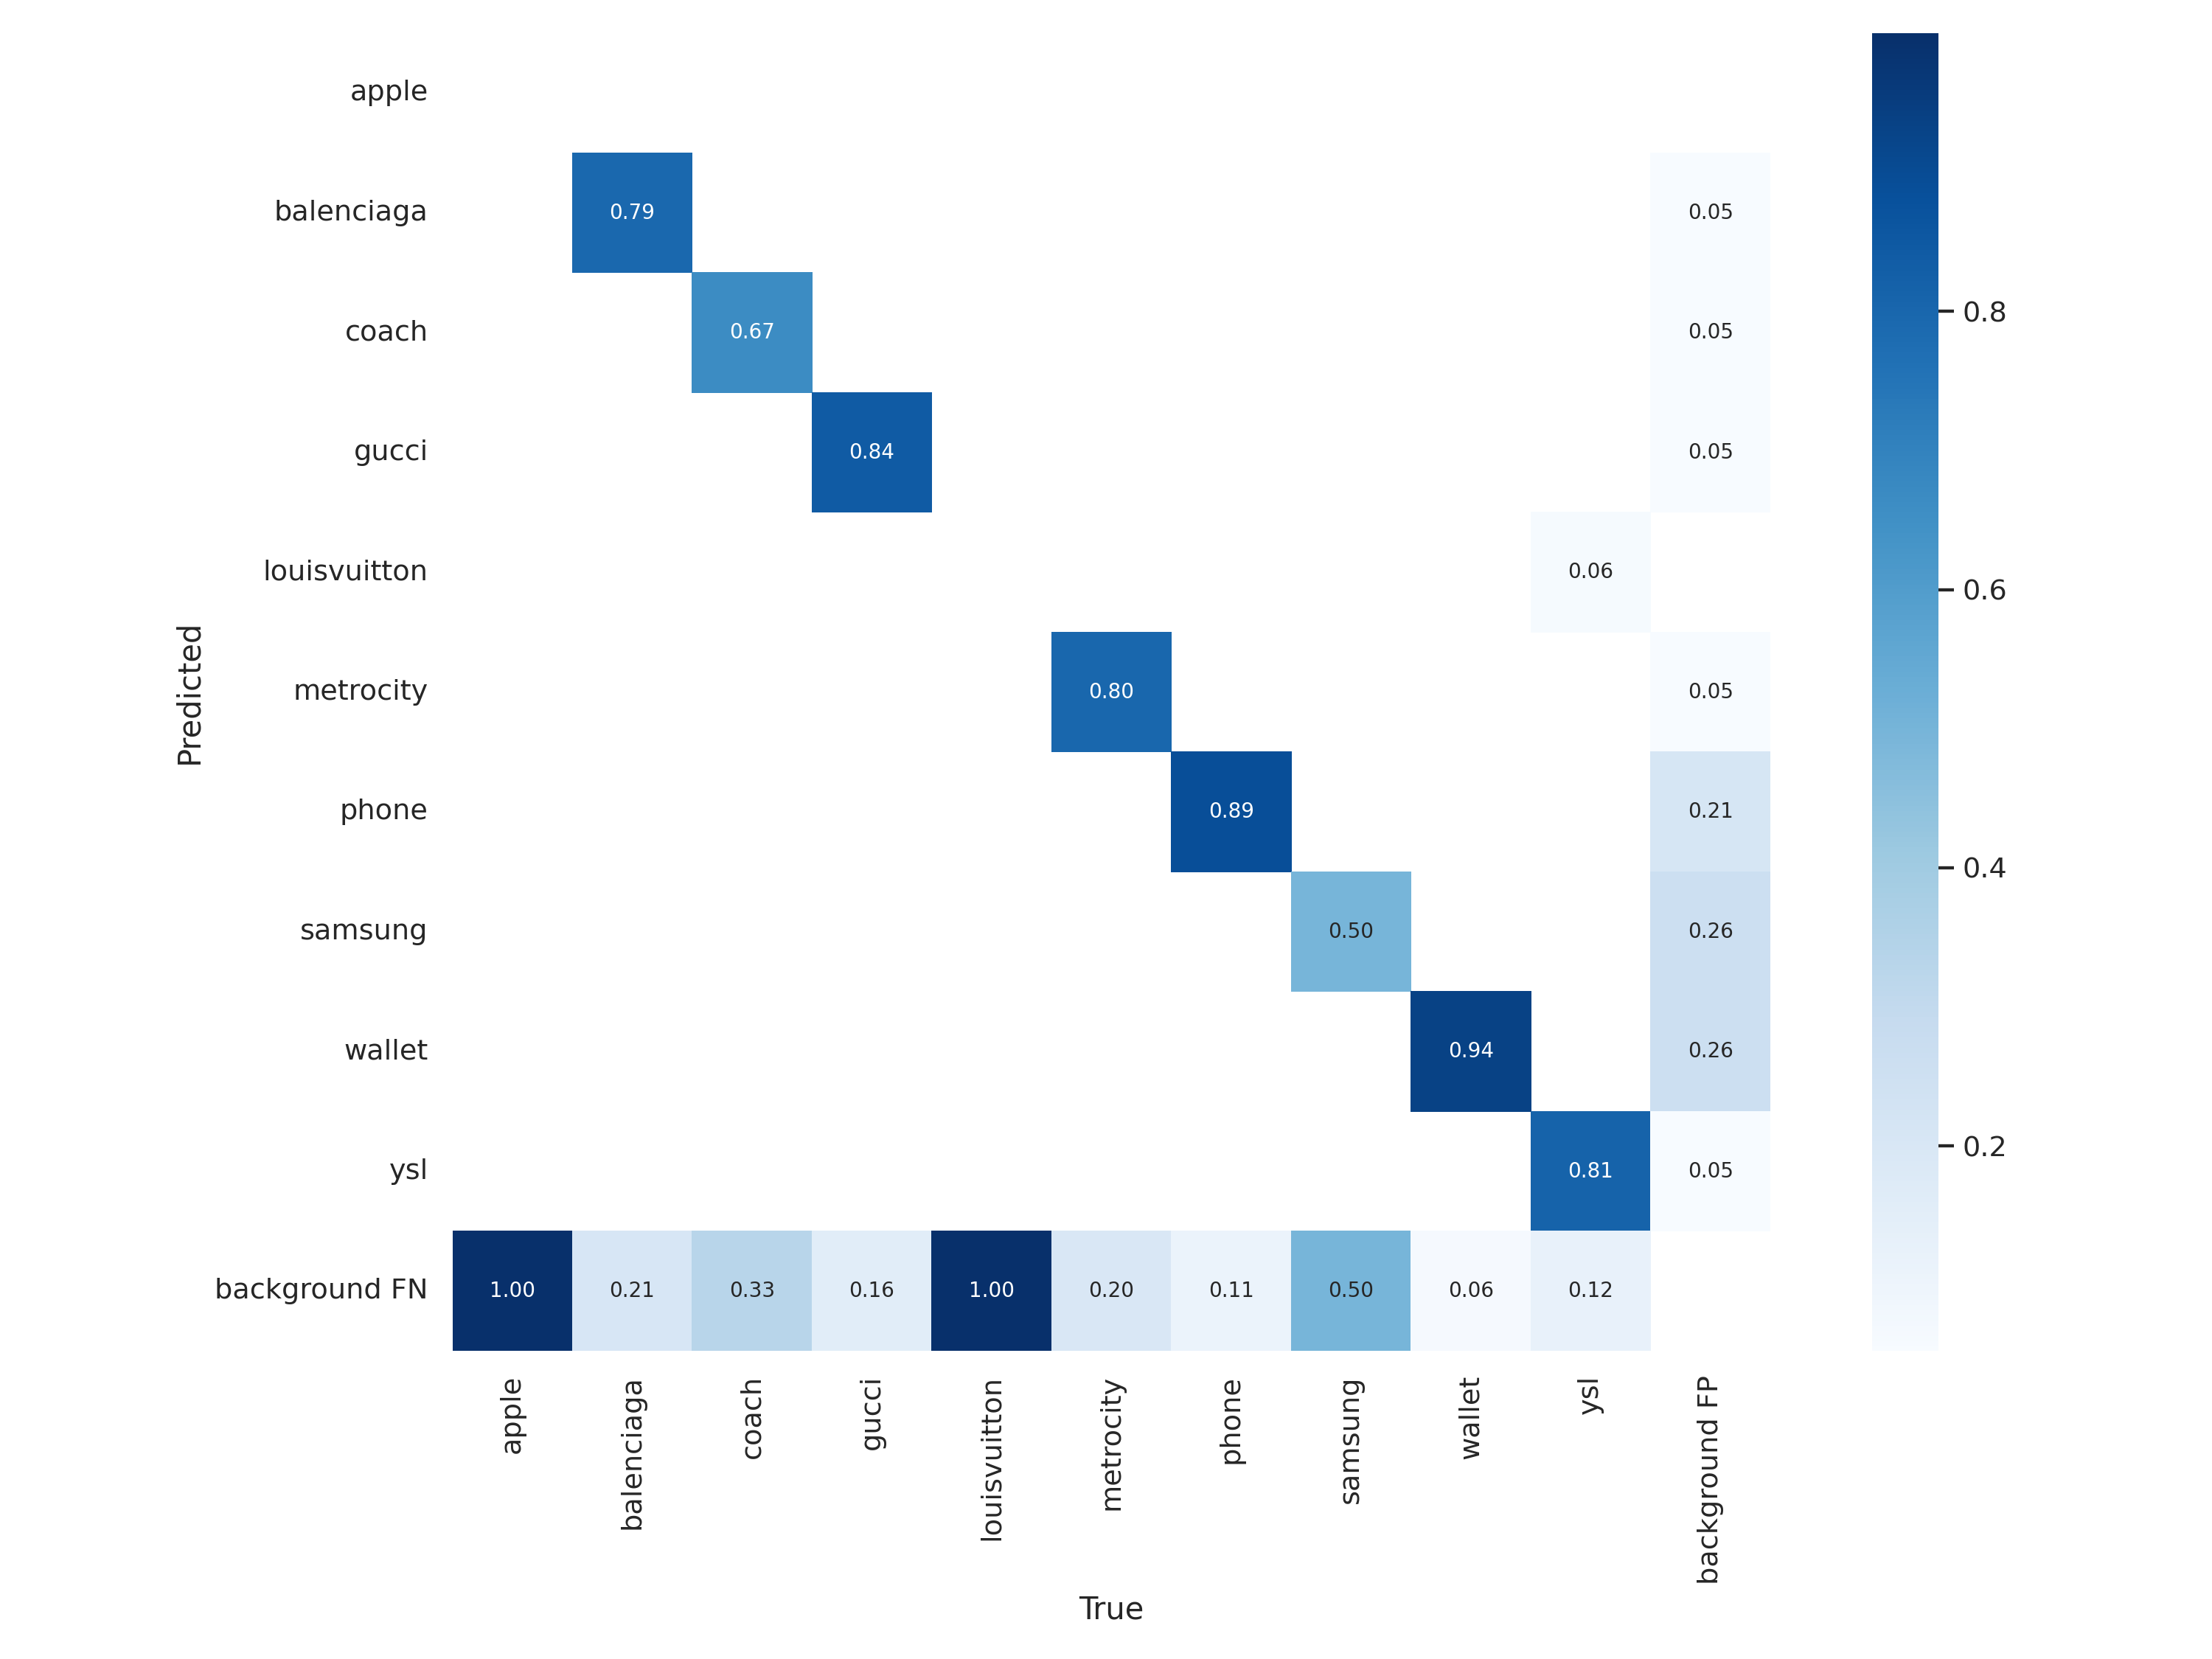 apple
balenciaga 0.79 0.05
coach 0.67 0.05
gucci 0.84 0.05
louisvuitton 0.06
metrocity 0.80 0.05
phone 0.89 0.21
samsung 0.50 0.26
wallet 0.94 0.26
ysl 0.81 0.05
background FN 1.00 0.21 0.33 0.16 1.00 0.20 0.11 0.50 0.06 0.12
Predicted
apple balenciaga coach gucci louisvuitton metrocity phone samsung wallet ysl background FP
True
0.8
0.6
0.4
0.2